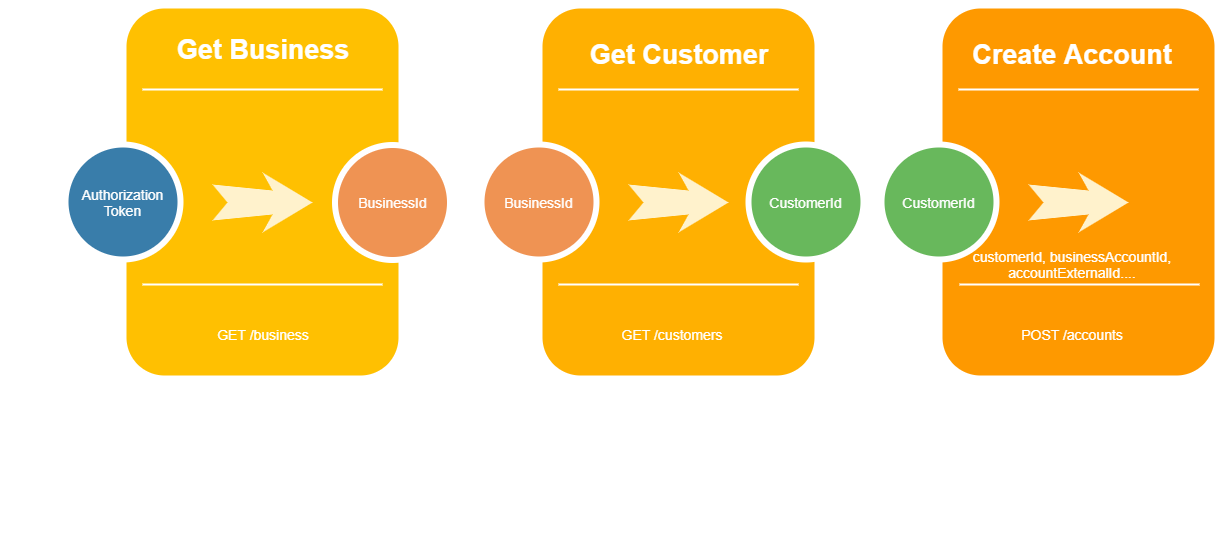 Get Business
Authorization
Token
BusinessId
GET /business
Get Customer
BusinessId
CustomerId
GET /customers
Create Account
CustomerId
customerId, businessAccountId,
accountExternalId....
POST /accounts